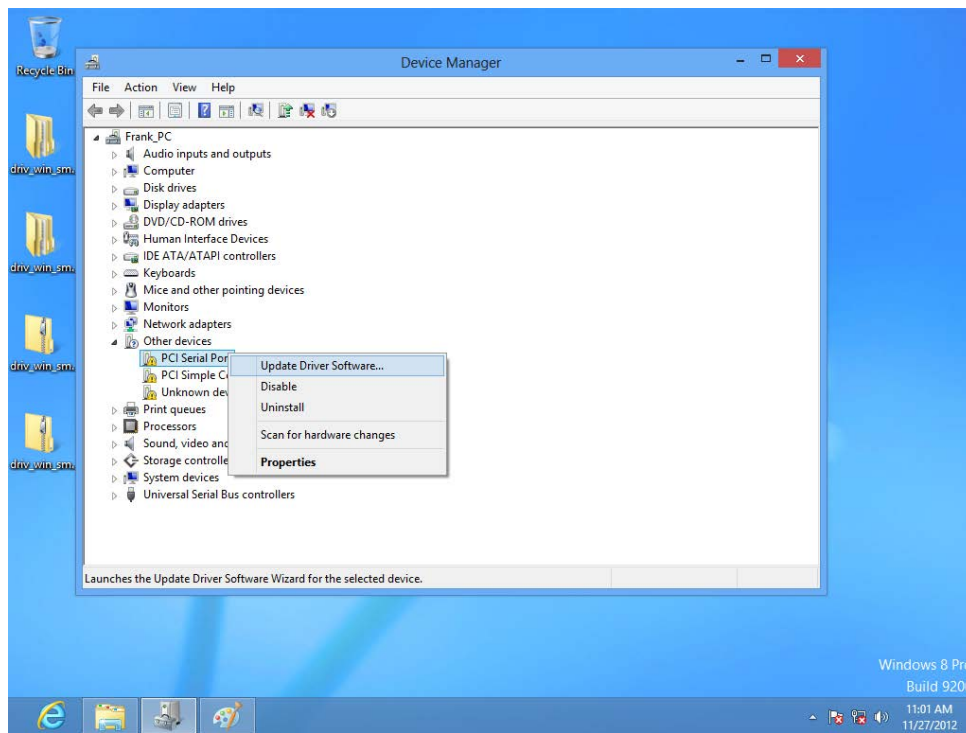 Recycle Bin
driv_win_sm.
driv_win_sm.
driv_win_sm.
driv_win_sm.
Device Manager
File Action View Help
Frank_PC
Audio inputs and outputs
Computer
Disk drives
Display adapters
DVD/CD-ROM drives
Human Interface Devices
IDE ATA/ATAPI controllers
Keyboards
Mice and other pointing devices
Monitors
Network adapters
Other devices
PCI Serial Por
PCI Simple C
Unknown dev
Print queues
Processors
Sound, video and
Storage controlle
System devices
Universal Serial Bus controllers
Update Driver Software...
Disable
Uninstall
Scan for hardware changes
Properties
Launches the Update Driver Software Wizard for the selected device.
Windows 8 Pr
Build 920
11:01 AM
11/27/2012